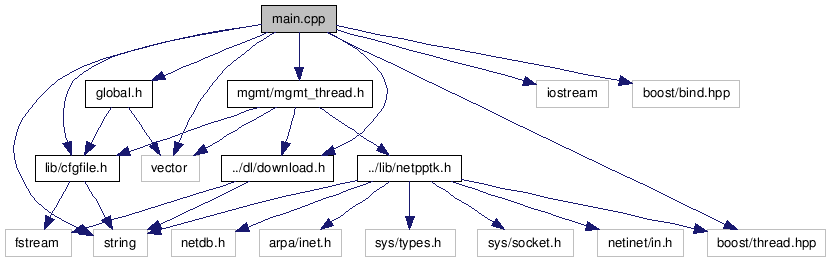 main.cpp
global.h
mgmt/mgmt_thread.h
iostream
boost/bind.hpp
lib/cfgfile.h
vector
../dl/download.h
../lib/netpptk.h
fstream
string
netdb.h
arpa/inet.h
sys/types.h
sys/socket.h
netinet/in.h
boost/thread.hpp